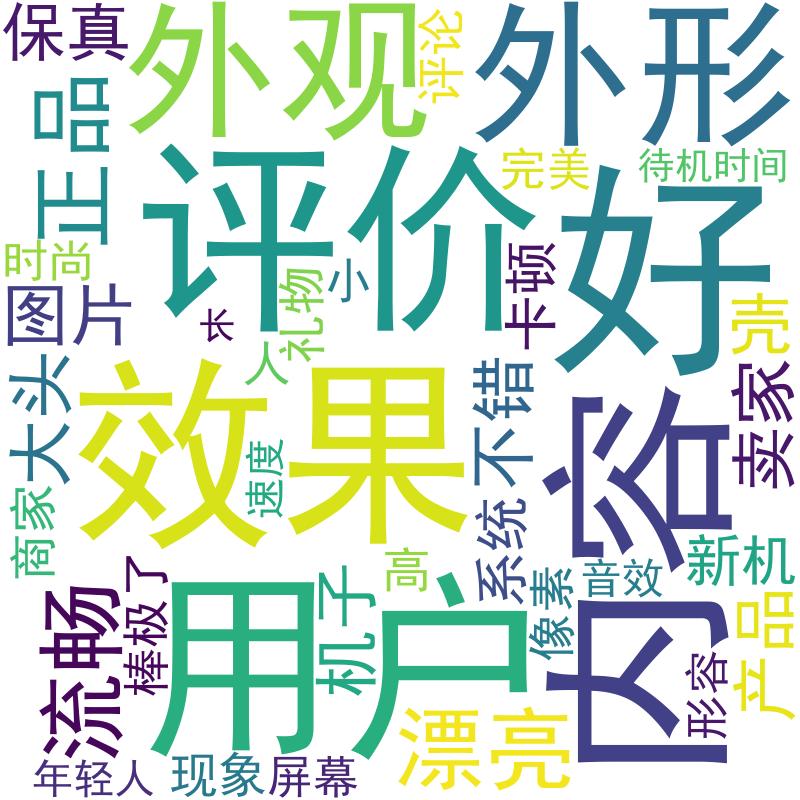 保真
外观
评论
外形
正品
评价
完美
待机时间
好
时尚
图片
长
礼物
人
小
卡顿
壳
大头
效果
速度
不错
内容
卖家
商家
系统
高
新机
流畅
棒极了
用户
机子
像素
音效
产品
形容
漂亮
年轻人
现象
屏幕